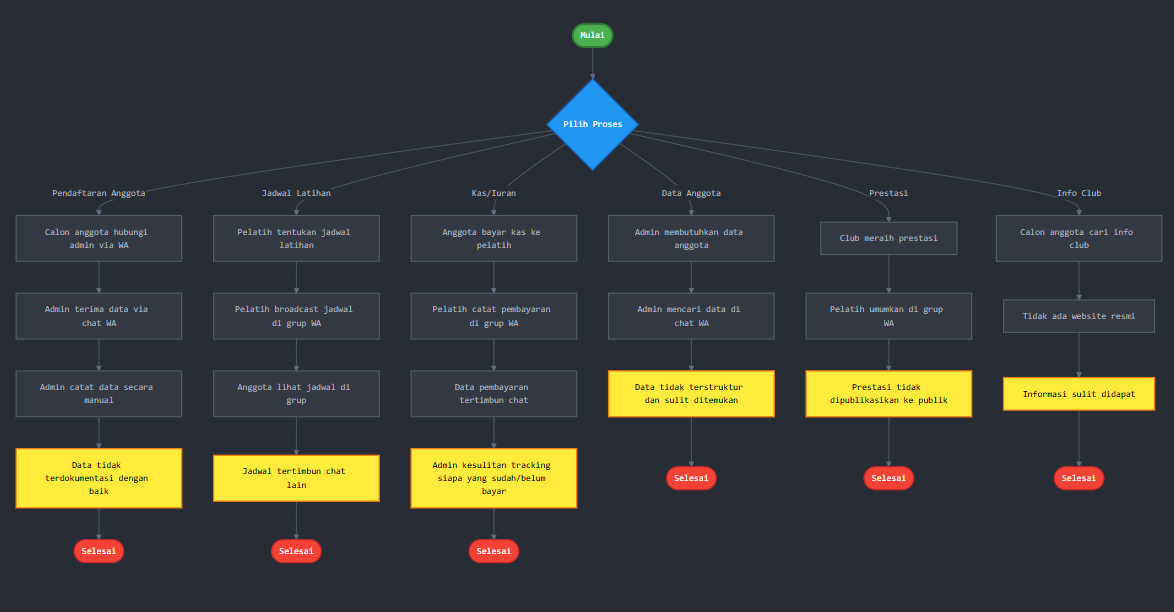 Mulai
Pilih Proses
Pendaftaran Anggota
Jadwal Latihan
Kas/Iuran
Data Anggota
Prestasi
Info Club
Calon anggota hubungi
admin via WA
Pelatih tentukan jadwal
latihan
Anggota bayar kas ke
pelatih
Admin membutuhkan data
anggota
Club meraih prestasi
Calon anggota cari info
club
Admin terima data via
chat WA
Pelatih broadcast jadwal
di grup WA
Pelatih catat pembayaran
di grup WA
Admin mencari data di
chat WA
Pelatih umumkan di grup
WA
Tidak ada website resmi
Admin catat data secara
manual
Anggota lihat jadwal di
grup
Data pembayaran
tertimbun chat
Data tidak terstruktur
dan sulit ditemukan
Prestasi tidak
dipublikasikan ke publik
Informasi sulit didapat
Data tidak
terdokumentasi dengan
baik
Jadwal tertimbun chat
lain
Admin kesulitan tracking
siapa yang sudah/belum
bayar
Selesai
Selesai
Selesai
Selesai
Selesai
Selesai